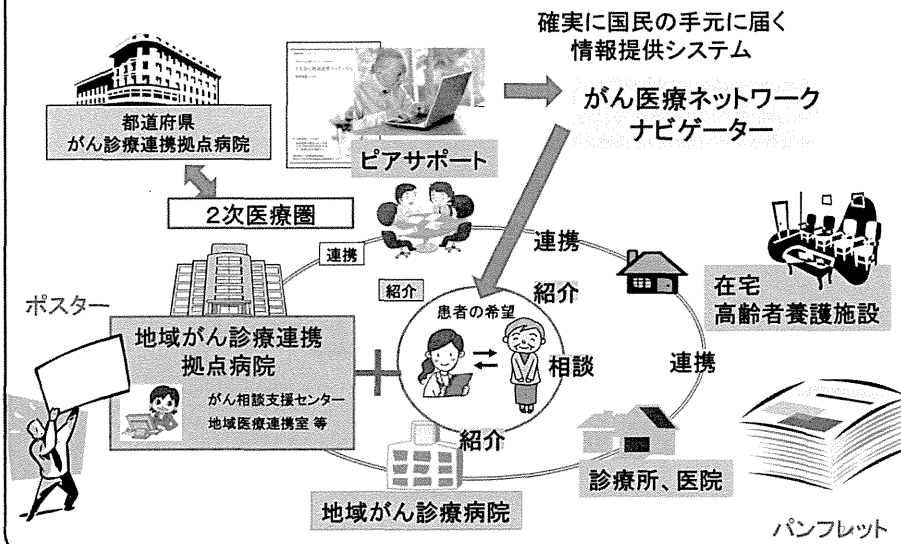 確実に国民の手元に届く
情報提供システム
がん医療ネットワーク
ナビゲーター
都道府県
がん診療連携拠点病院
ピアサポート
2次医療圏
連携
連携
紹介
紹介
患者の希望
相談
連携
紹介
在宅
高齢者養護施設
ポスター
地域がん診療連携
拠点病院
がん相談支援センター
地域医療連携室 等
診療所、医院
地域がん診療病院
パンフレット